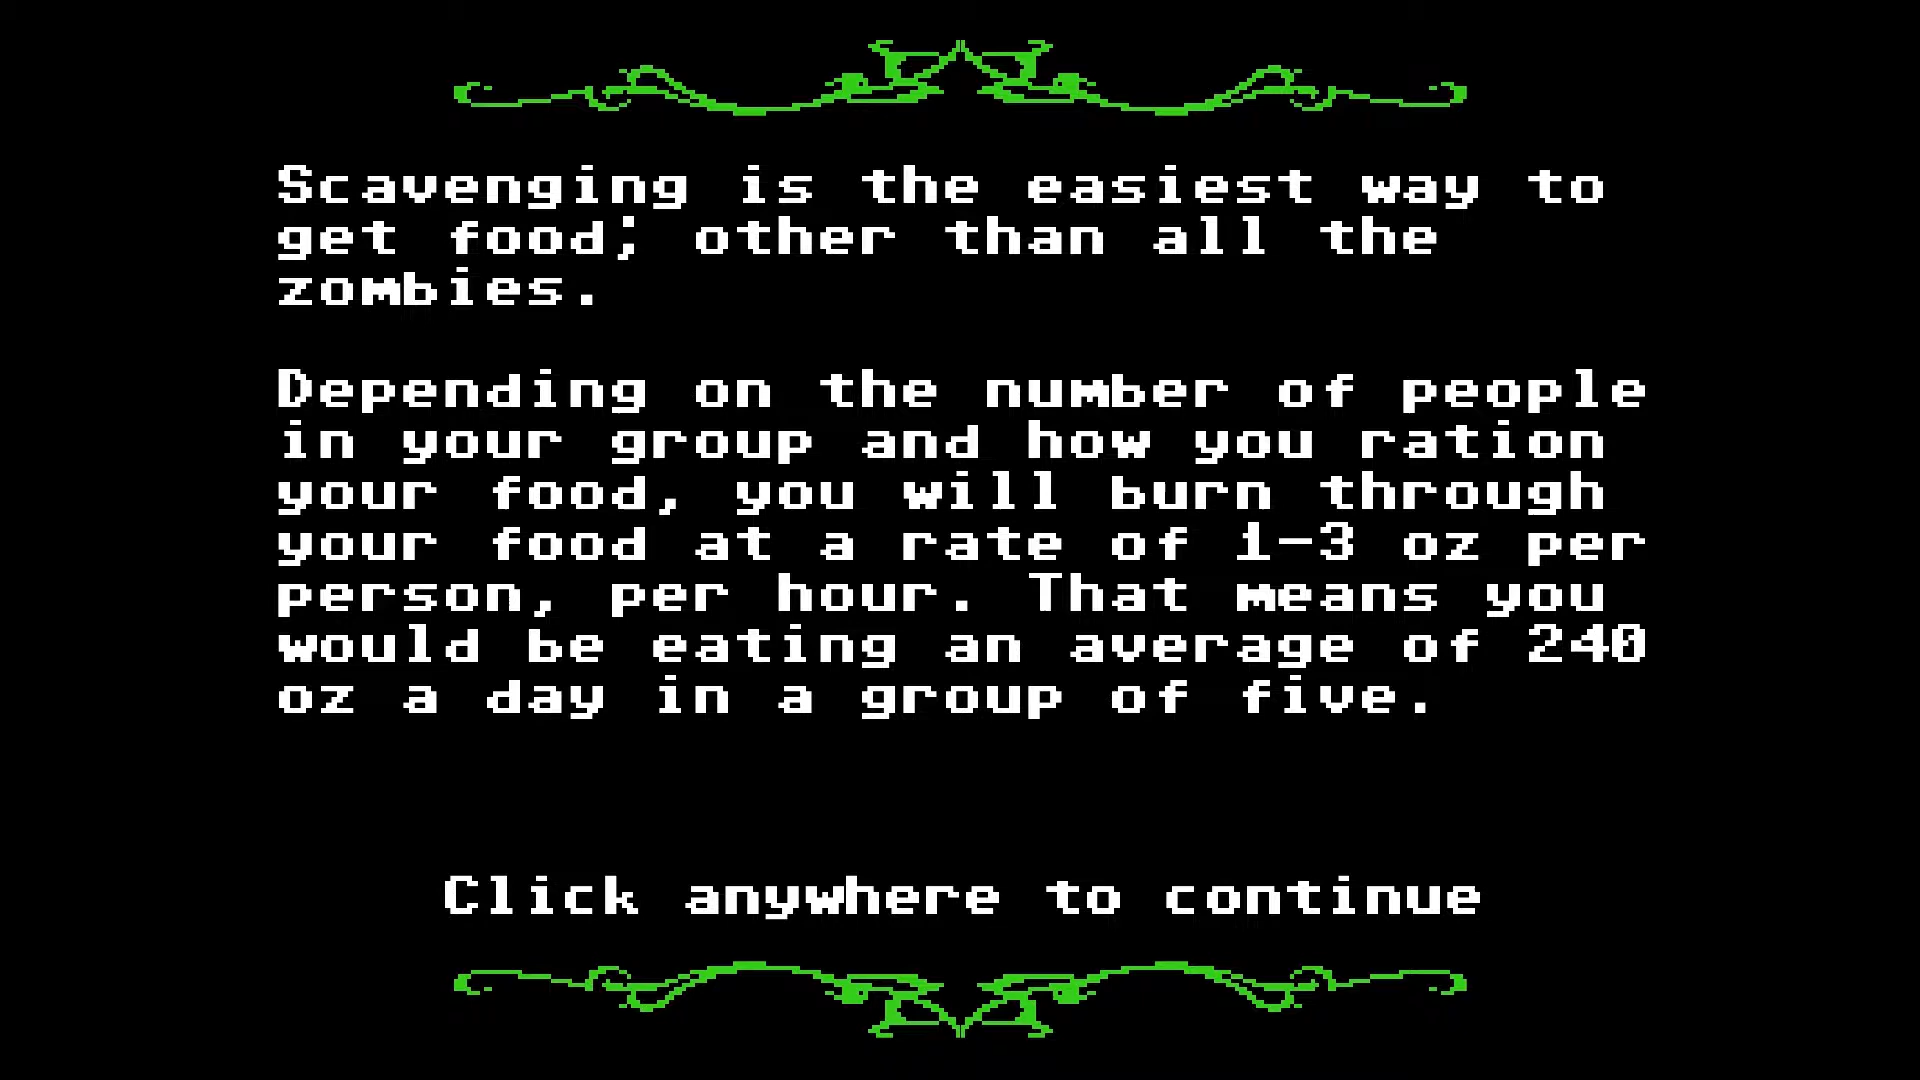 Scavenging is the easiest way to
get food; other than all the
zombies.
Depending on the number of people
in your group and how you ration
your food, you will burn through
your food at a rate of 1-3 oz per
person, per hour. That means you
would be eating an average of 240
oz a day in a group of five.
Click anywhere to continue